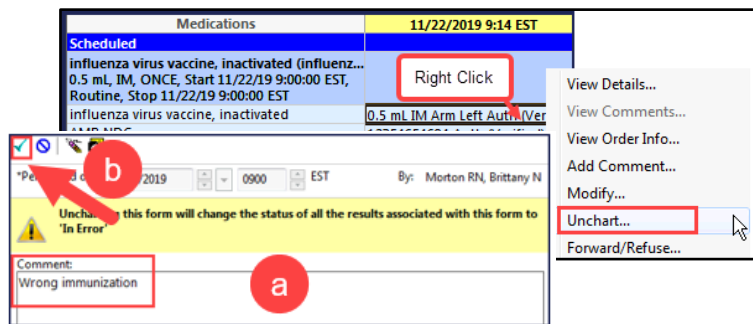 Medications
11/22/2019 9:14 EST
Scheduled
influenza virus vaccine, inactivated (influenz...
0.5 mL, IM, ONCE, Start 11/22/19 9:00:00 EST,
Routine, Stop 11/22/19 9:00:00 EST
Right Click
influenza virus vaccine, inactivated
0.5 mL IM Arm Left Auth (Ver
View Details...
View Comments...
View Order Info...
Add Comment...
Modify...
Unchart...
Forward/Refuse...
b
2019
0900
EST
By: Morton RN, Brittany N
this form will change the status of all the results associated with this form to
'In Error'
Comment:
Wrong immunization
a